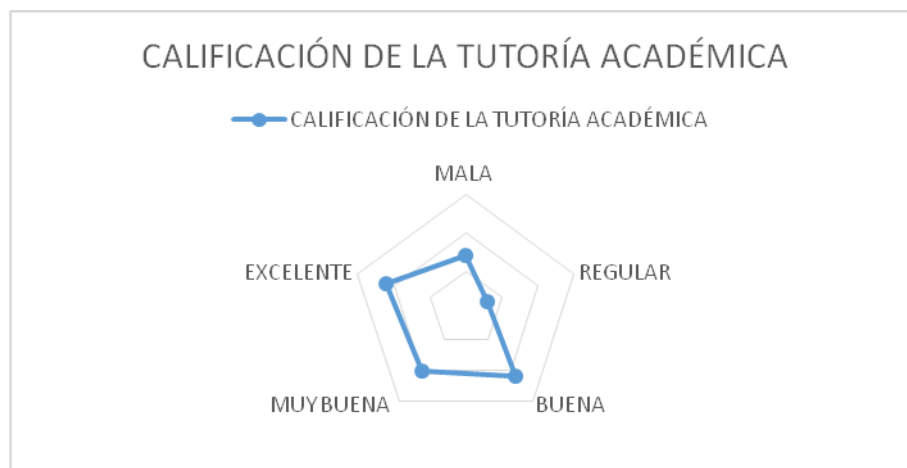 CALIFICACIÓN DE LA TUTORÍA ACADÉMICA
CALIFICACIÓN DE LA TUTORÍA ACADÉMICA
MALA
EXCELENTE
REGULAR
MUY BUENA
BUENA